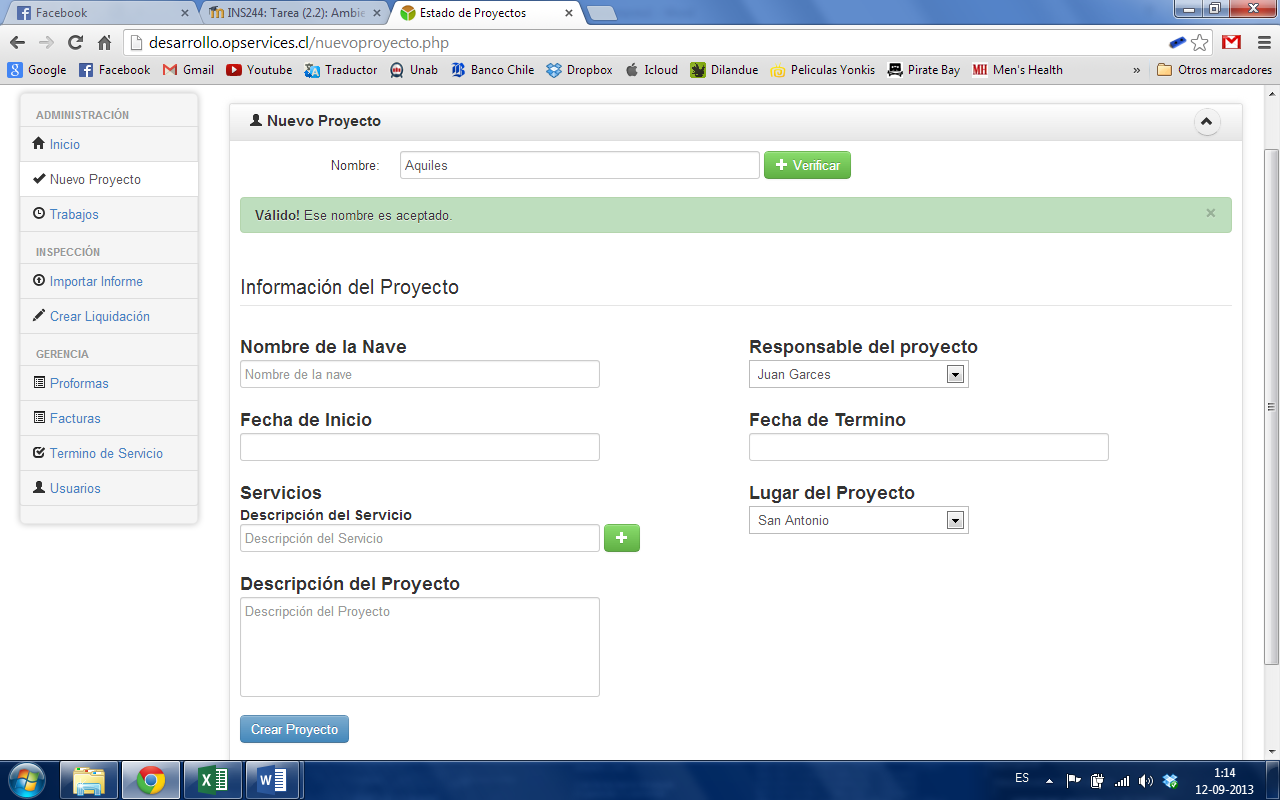 Facebook
INS244: Tarea (2.2): Ambie
Estado de Proyectos
desarrollo.opservices.cl/nuevoproyecto.php
Google Facebook Gmail Youtube Traductor Unab Banco Chile Dropbox Icloud Dilandue Peliculas Yonkis Pirate Bay MH Men's Health » Otros marcadores
ADMINISTRACIÓN
Inicio
Nuevo Proyecto
Trabajos
INSPECCIÓN
Importar Informe
Crear Liquidación
GERENCIA
Proformas
Facturas
Termino de Servicio
Usuarios
Nuevo Proyecto
Nombre: Aquiles Verificar
Válido! Ese nombre es aceptado. ×
Información del Proyecto
Nombre de la Nave
Nombre de la nave
Responsable del proyecto
Juan Garces
Fecha de Inicio
Fecha de Termino
Servicios
Descripción del Servicio
Descripción del Servicio
Lugar del Proyecto
San Antonio
Descripción del Proyecto
Descripción del Proyecto
Crear Proyecto
ES
1:14
12-09-2013